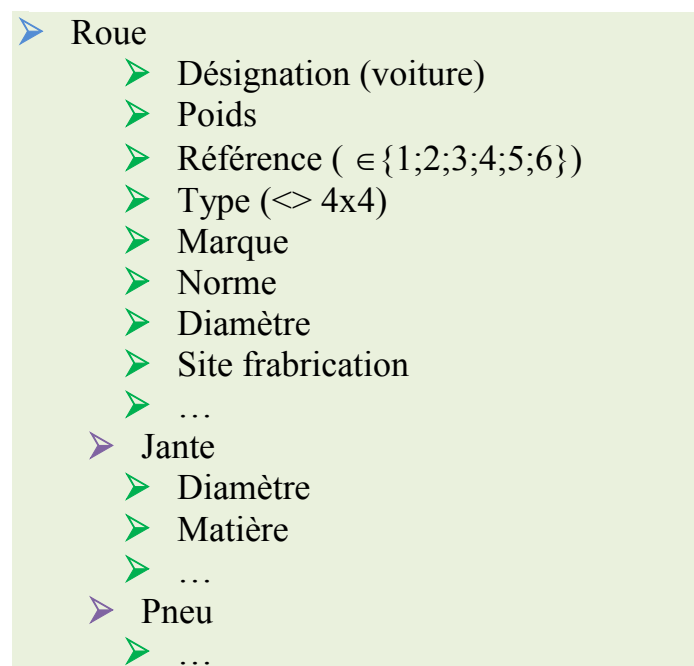 Roue
Désignation (voiture)
Poids
Référence ( ∈{1;2;3;4;5;6})
Type (<> 4x4)
Marque
Norme
Diamètre
Site frabrication
…
Jante
Diamètre
Matière
…
Pneu
…